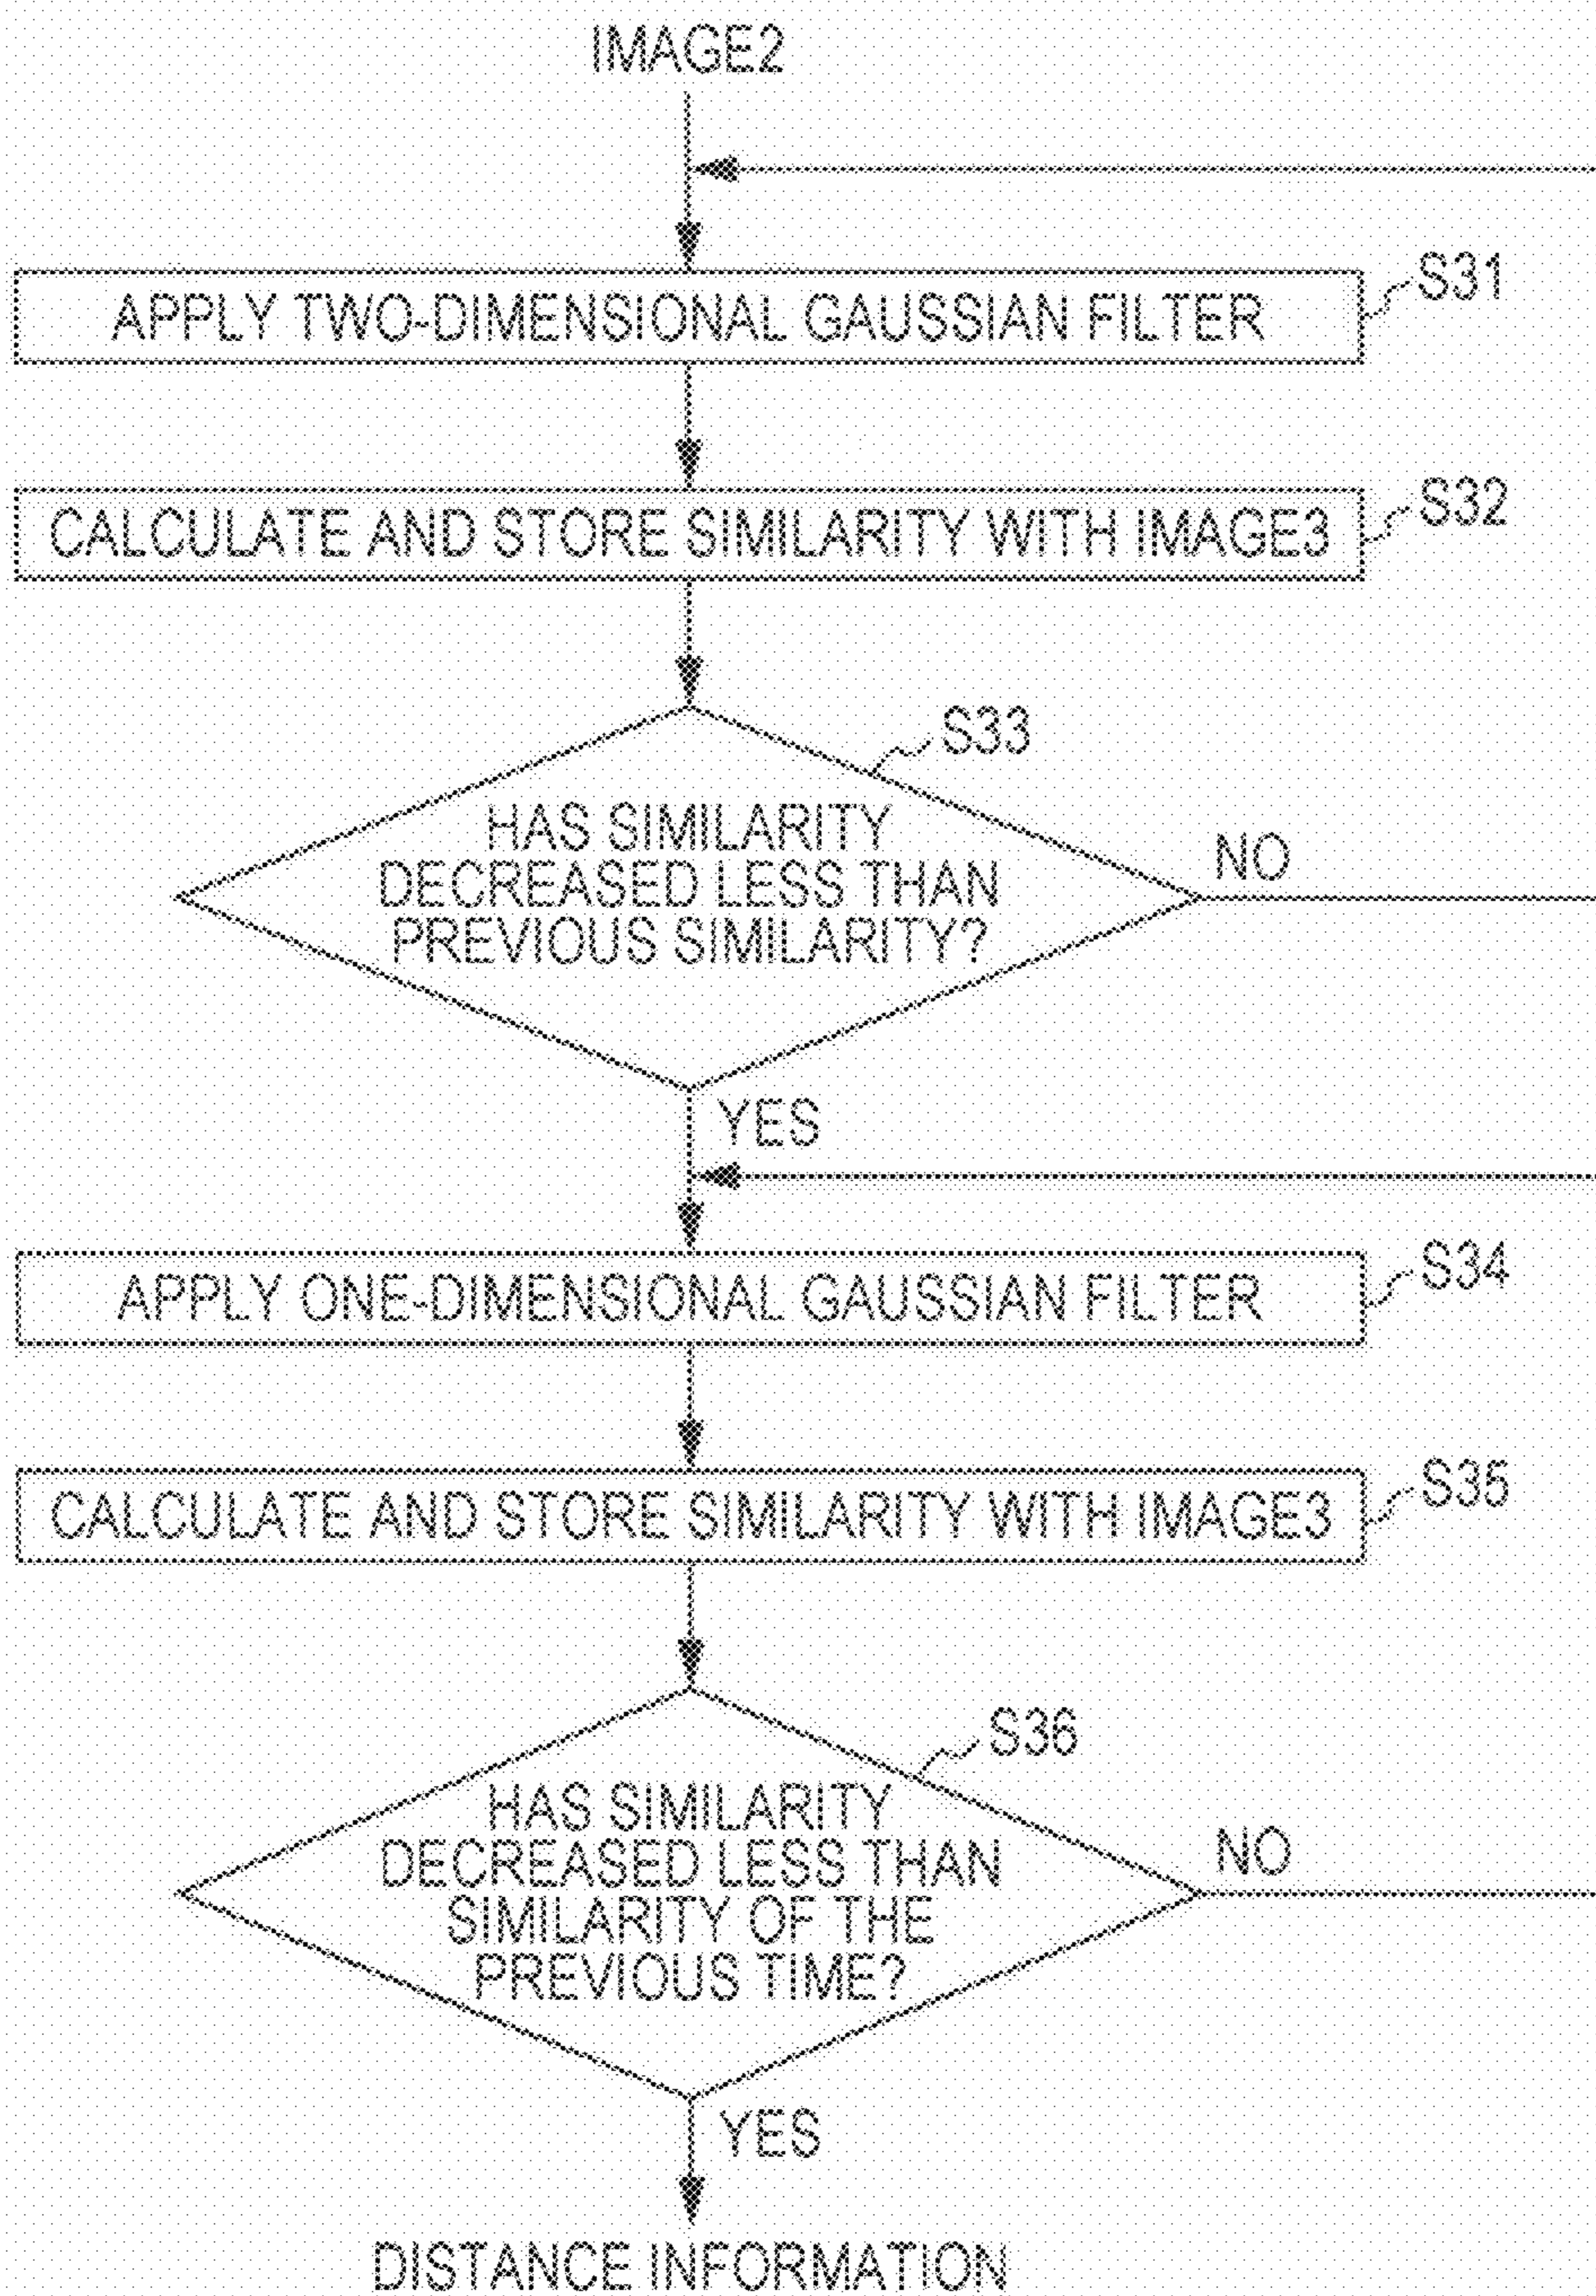 IMAGE2
APPLY TWO-DIMENSIONAL GAUSSIAN FILTER
S31
CALCULATE AND STORE SIMILARITY WITH IMAGE3
S32
S33
HAS SIMILARITY
DECREASED LESS THAN
PREVIOUS SIMILARITY?
NO
YES
APPLY ONE-DIMENSIONAL GAUSSIAN FILTER
S34
CALCULATE AND STORE SIMILARITY WITH IMAGE3
S35
S36
HAS SIMILARITY
DECREASED LESS THAN
SIMILARITY OF THE
PREVIOUS TIME?
NO
YES
DISTANCE INFORMATION